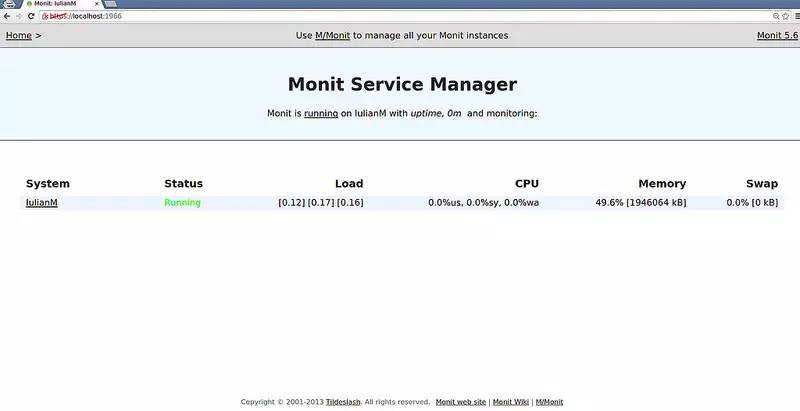 Monit: IulianM
https://localhost:1966
Home > Use M/Monit to manage all your Monit instances Monit 5.6
Monit Service Manager
Monit is running on IulianM with uptime, 0m and monitoring:
System Status Load CPU Memory Swap
IulianM Running [0.12] [0.17] [0.16] 0.0%us, 0.0%sy, 0.0%wa 49.6% [1946064 kB] 0.0% [0 kB]
Copyright © 2001-2013 Tildeslash. All rights reserved. Monit web site | Monit Wiki | M/Monit